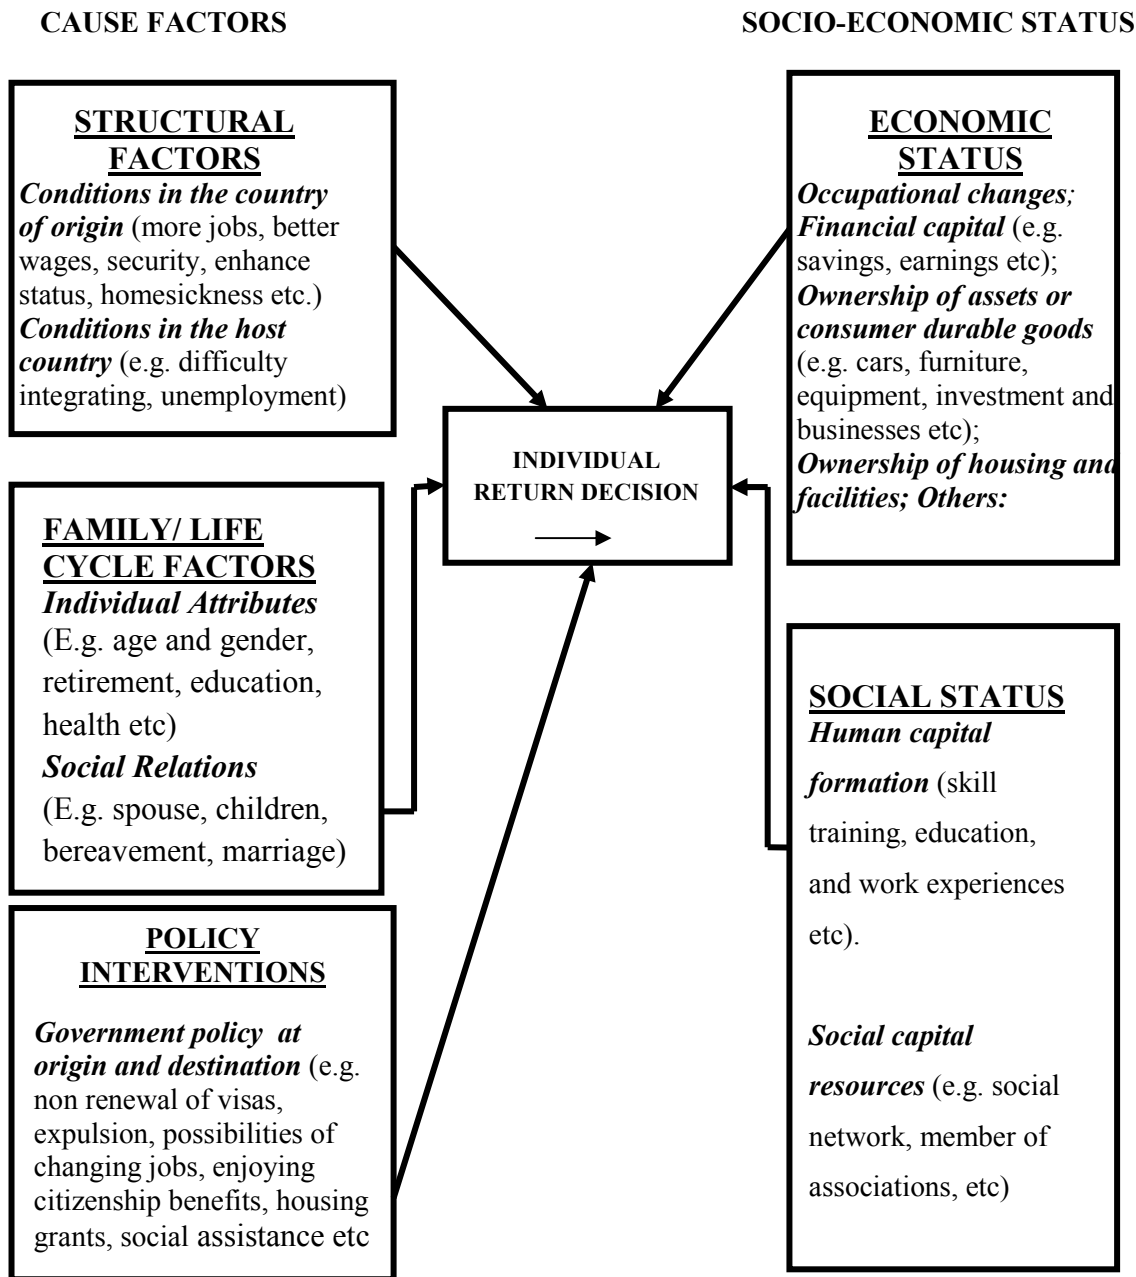 CAUSE FACTORS
SOCIO-ECONOMIC STATUS
STRUCTURAL
FACTORS
Conditions in the country
of origin (more jobs, better
wages, security, enhance
status, homesickness etc.)
Conditions in the host
country (e.g. difficulty
integrating, unemployment)
FAMILY/ LIFE
CYCLE FACTORS
Individual Attributes
(E.g. age and gender,
retirement, education,
health etc)
Social Relations
(E.g. spouse, children,
bereavement, marriage)
POLICY
INTERVENTIONS
Government policy at
origin and destination (e.g.
non renewal of visas,
expulsion, possibilities of
changing jobs, enjoying
citizenship benefits, housing
grants, social assistance etc
INDIVIDUAL
RETURN DECISION
ECONOMIC
STATUS
Occupational changes;
Financial capital (e.g.
savings, earnings etc);
Ownership of assets or
consumer durable goods
(e.g. cars, furniture,
equipment, investment and
businesses etc);
Ownership of housing and
facilities; Others:
SOCIAL STATUS
Human capital
formation (skill
training, education,
and work experiences
etc).
Social capital
resources (e.g. social
network, member of
associations, etc)